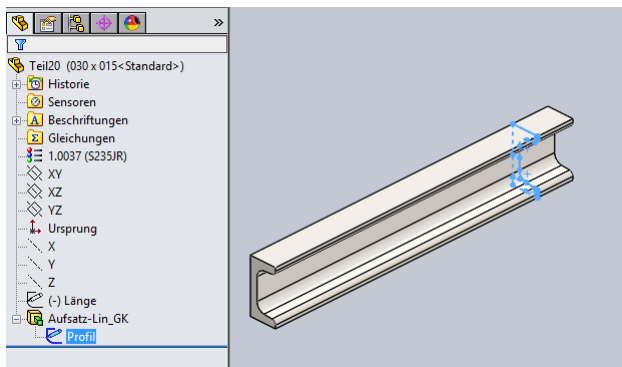 »
Teil20 (030 x 015<Standard>)
Historie
Sensoren
A Beschriftungen
Σ Gleichungen
1.0037 (S235JR)
XY
XZ
YZ
Ursprung
X
Y
Z
(-) Länge
Aufsatz-Lin_GK
Profil